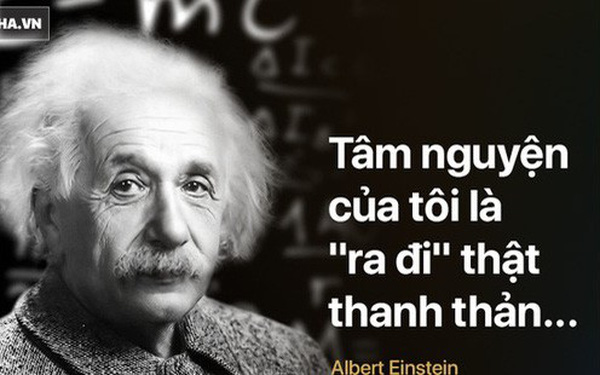 HA.VN
Tâm nguyện
của tôi là
"ra đi" thật
thanh thản...
Albert Einstein